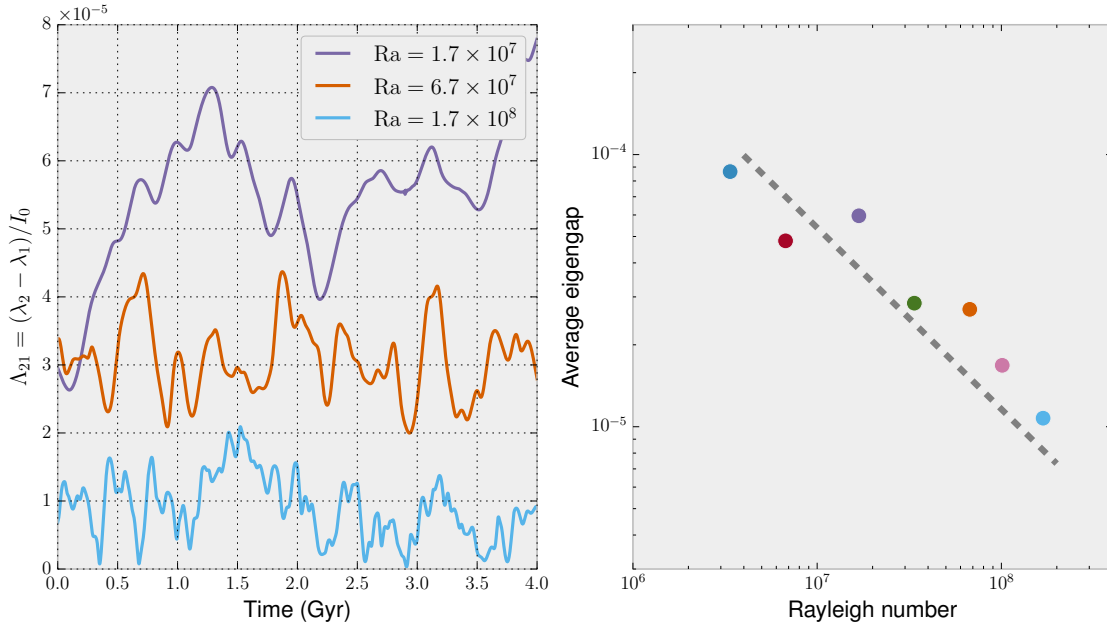 ×10⁻⁵
8
7
6
5
4
3
2
1
0
Λ₂₁ = (λ₂ − λ₁)/I₀
Ra = 1.7 × 10⁷
Ra = 6.7 × 10⁷
Ra = 1.7 × 10⁸
0.0 0.5 1.0 1.5 2.0 2.5 3.0 3.5 4.0
Time (Gyr)
10⁻⁴
10⁻⁵
Average eigengap
10⁶ 10⁷ 10⁸
Rayleigh number